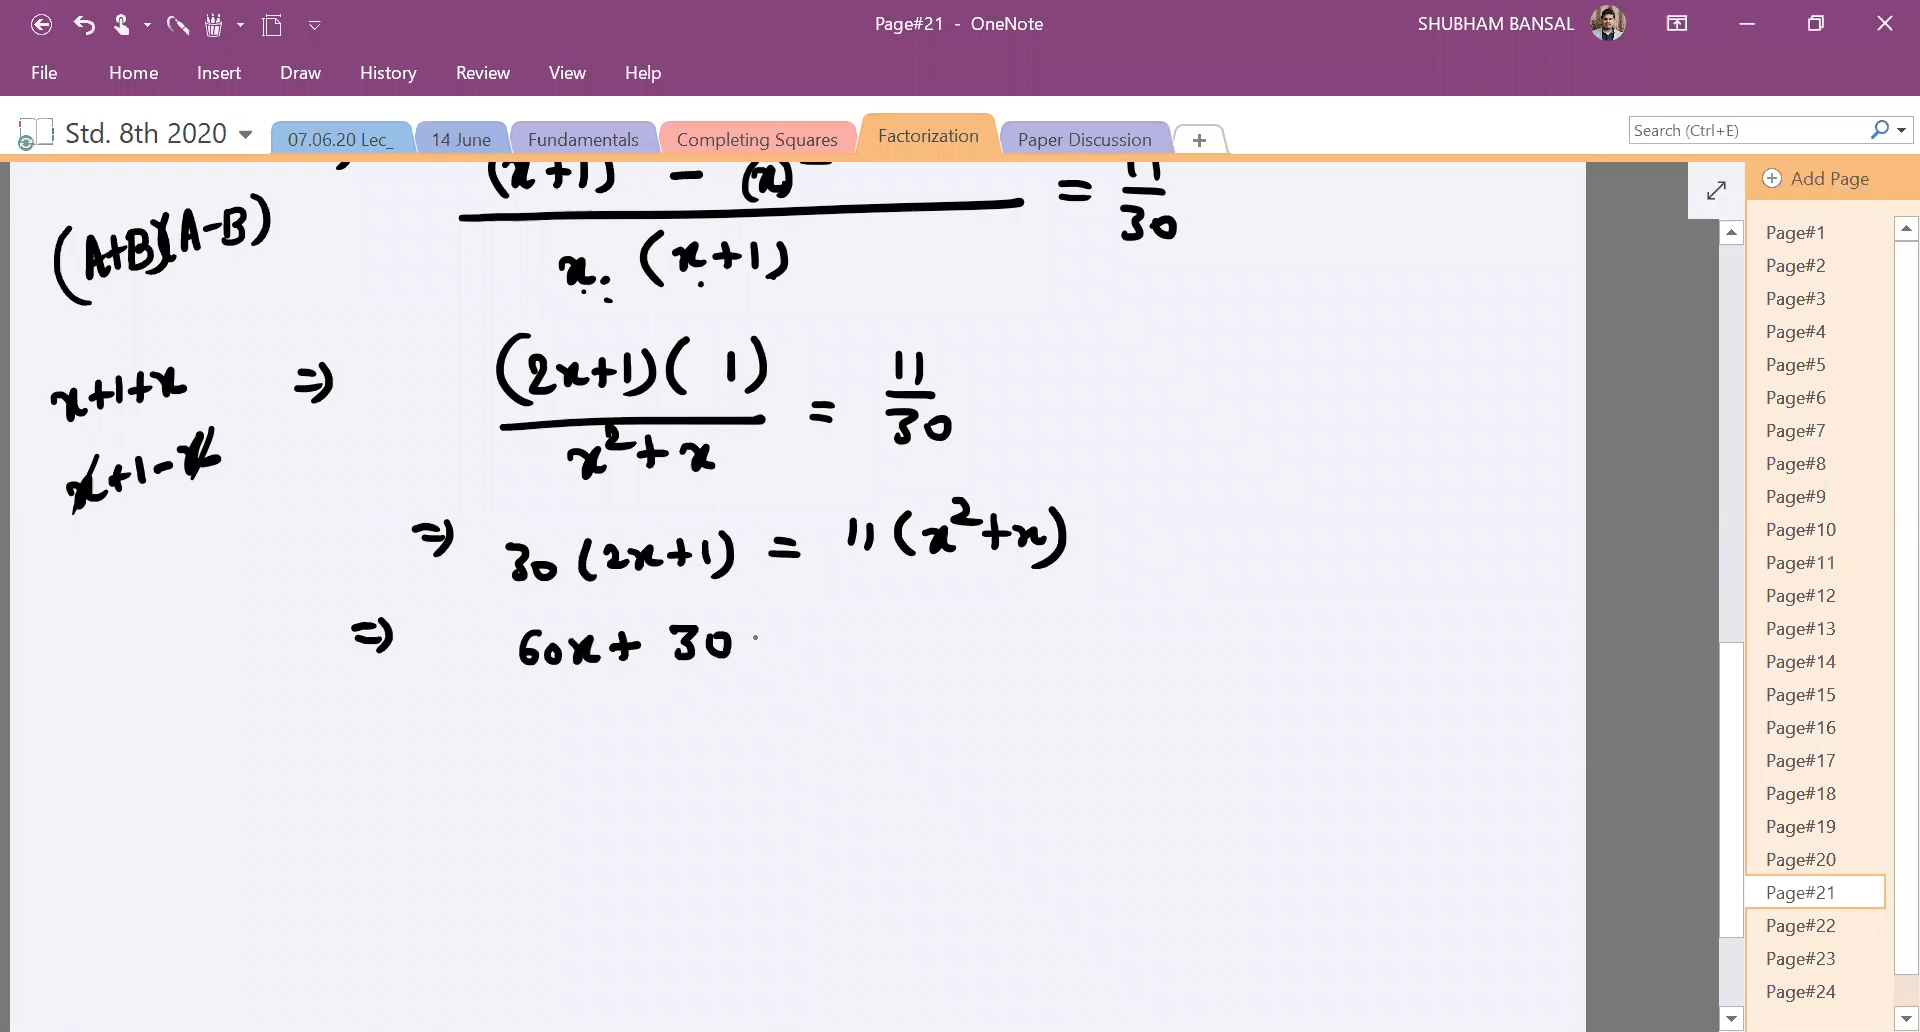 Page#21 - OneNote
SHUBHAM BANSAL
File Home Insert Draw History Review View Help
Std. 8th 2020
07.06.20 Lec_
14 June
Fundamentals
Completing Squares
Factorization
Paper Discussion
+
Search (Ctrl+E)
(x+1) - (x) = 11/30
x. (x+1)
(A+B)(A-B)
x+1+x
x+1-x
=> (2x+1)( 1) / x²+x = 11/30
=> 30 (2x+1) = 11(x²+x)
=> 60x+ 30
Add Page
Page#1
Page#2
Page#3
Page#4
Page#5
Page#6
Page#7
Page#8
Page#9
Page#10
Page#11
Page#12
Page#13
Page#14
Page#15
Page#16
Page#17
Page#18
Page#19
Page#20
Page#21
Page#22
Page#23
Page#24